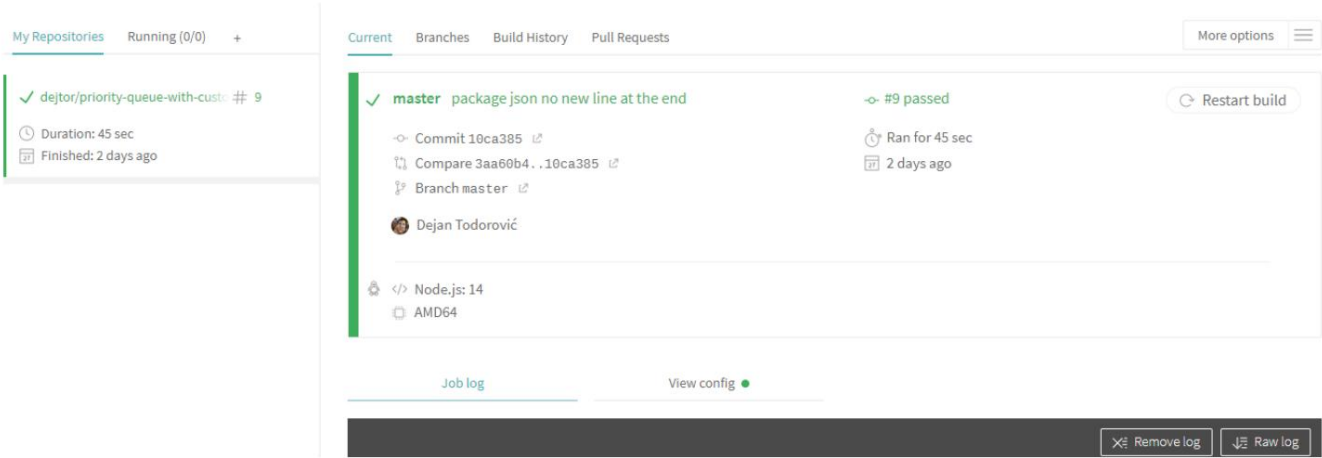 My Repositories Running (0/0) +
dejtor/priority-queue-with-custo # 9
Duration: 45 sec
Finished: 2 days ago
Current Branches Build History Pull Requests More options
master package json no new line at the end #9 passed Restart build
Commit 10ca385 Ran for 45 sec
Compare 3aa60b4..10ca385 2 days ago
Branch master
Dejan Todorović
</> Node.js: 14
AMD64
Job log View config
Remove log Raw log